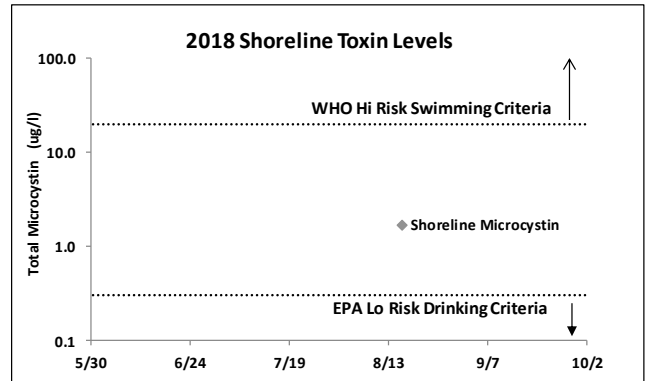 2018 Shoreline Toxin Levels
100.0
WHO Hi Risk Swimming Criteria
10.0
Total Microcystin (ug/l)
Shoreline Microcystin
1.0
EPA Lo Risk Drinking Criteria
0.1
5/30 6/24 7/19 8/13 9/7 10/2